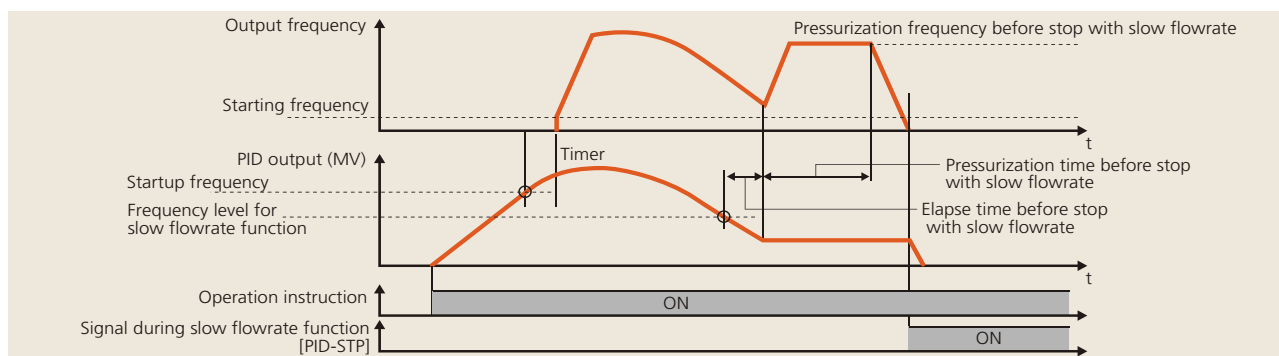 Output frequency
Pressurization frequency before stop with slow flowrate
Starting frequency
t
PID output (MV)
Timer
Startup frequency
Pressurization time before stop
with slow flowrate
Frequency level for
slow flowrate function
Elapse time before stop
with slow flowrate
t
Operation instruction
ON
Signal during slow flowrate function
[PID-STP]
ON